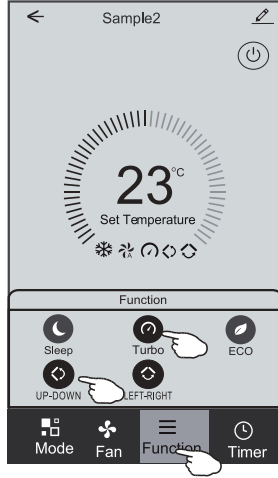 Sample2
23°C
Set Temperature
A
Function
Sleep Turbo ECO
UP-DOWN LEFT-RIGHT
Mode Fan Function Timer